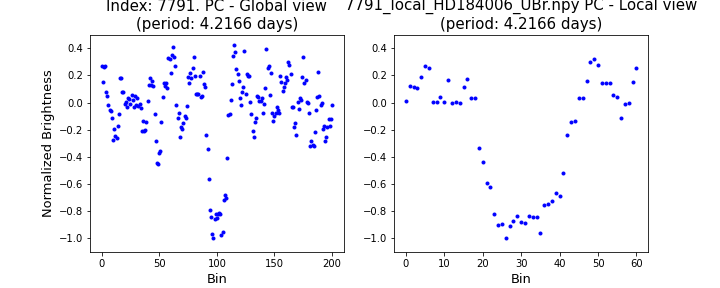 Index: 7791. PC - Global view
(period: 4.2166 days)
7791_local_HD184006_UBr.npy PC - Local view
(period: 4.2166 days)
Normalized Brightness
0.4
0.2
0.0
−0.2
−0.4
−0.6
−0.8
−1.0
0 50 100 150 200
Bin
0.4
0.2
0.0
−0.2
−0.4
−0.6
−0.8
−1.0
0 10 20 30 40 50 60
Bin